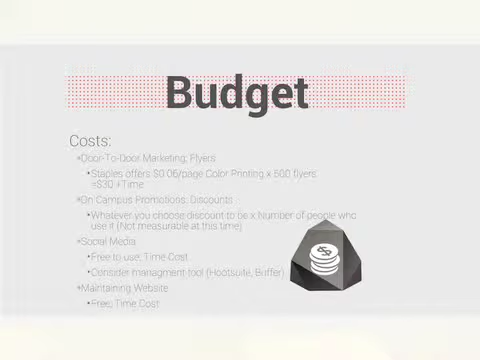 Budget
Costs:
•Door-To-Door Marketing: Flyers
•Staples offers $0.06/page Color Printing x 500 flyers
=$30 +Time
•On Campus Promotions: Discounts
•Whatever you choose discount to be x Number of people who
use it (Not measurable at this time)
•Social Media
•Free to use: Time Cost
•Consider managment tool (Hootsuite, Buffer)
•Maintaining Website
•Free: Time Cost